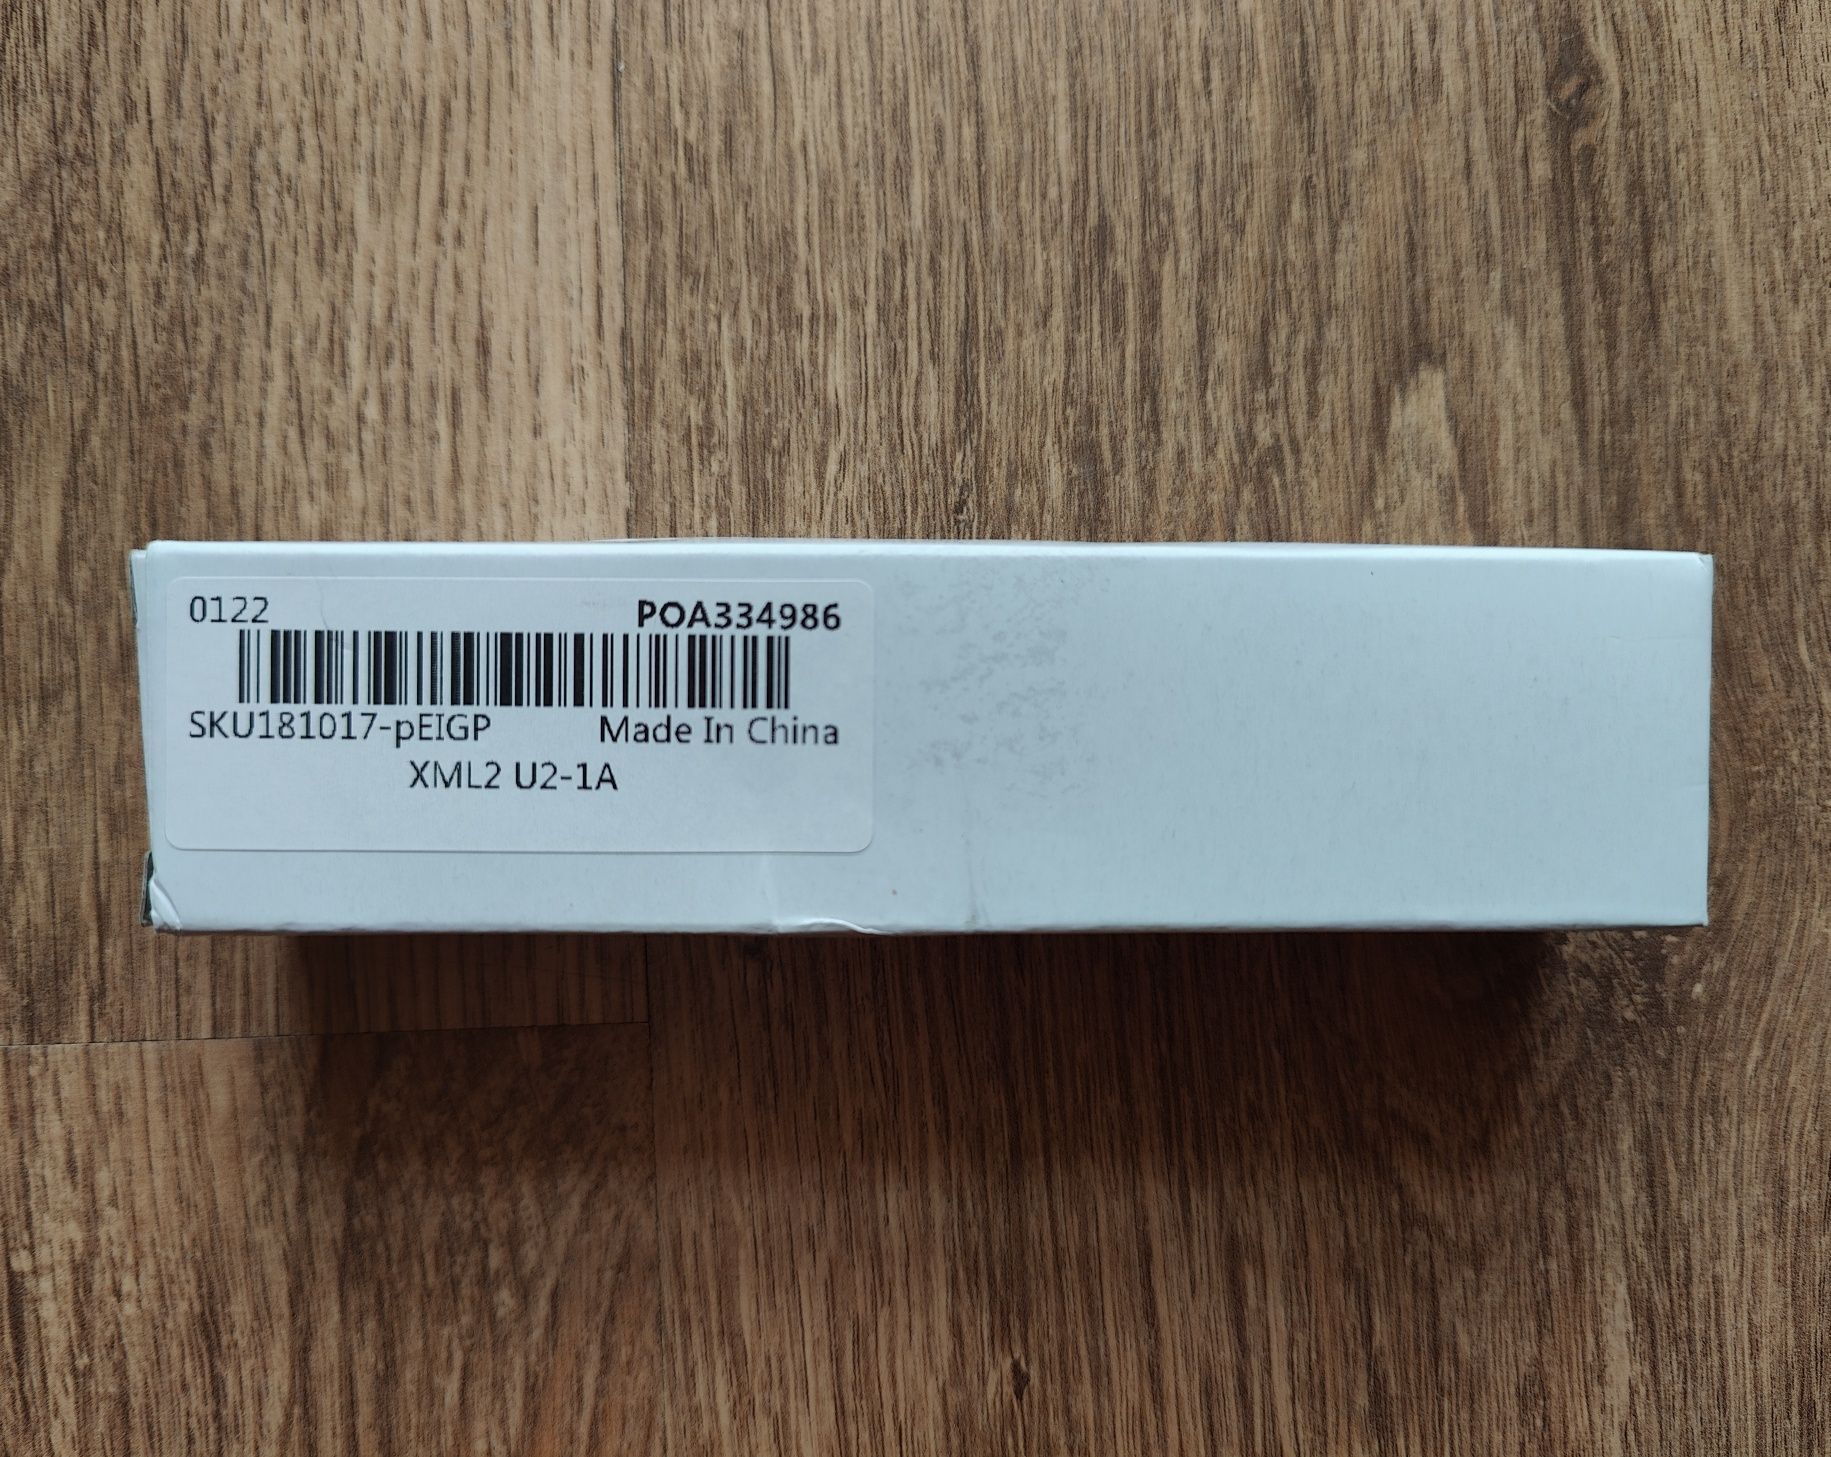 0122 POA334986
SKU181017-pEIGP Made In China
XML2 U2-1A